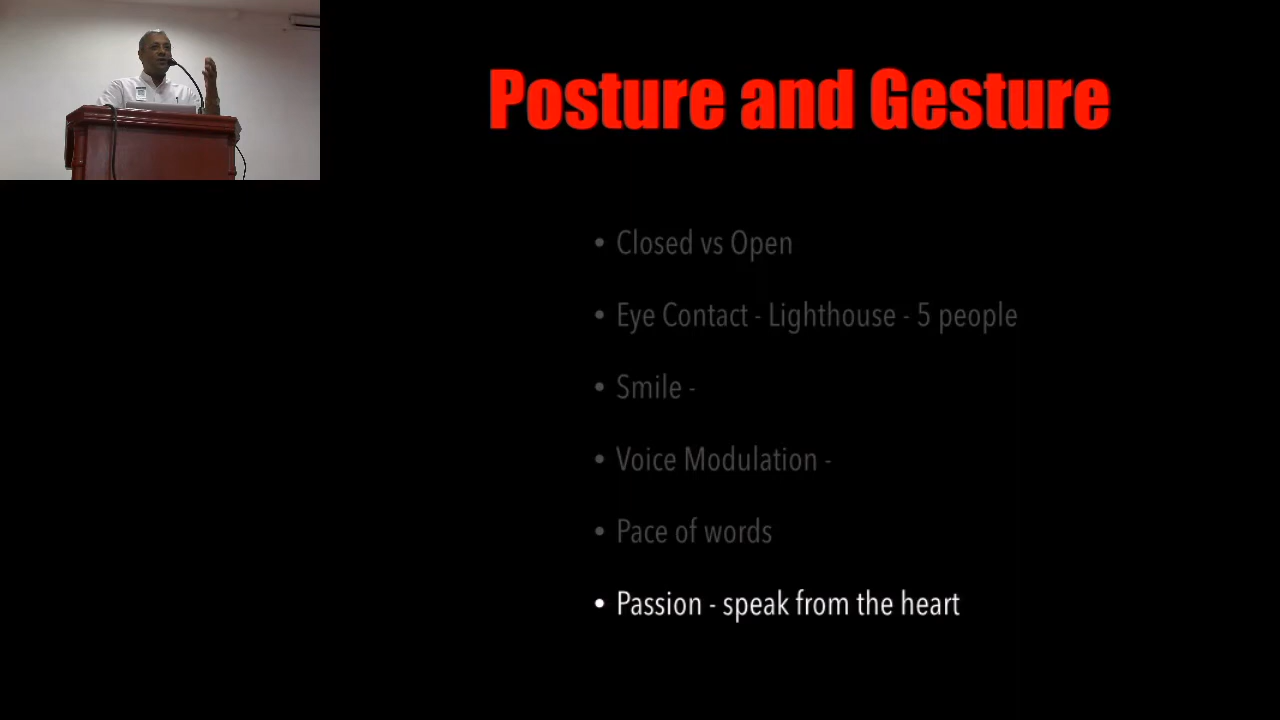 Posture and Gesture
• Closed vs Open
• Eye Contact - Lighthouse - 5 people
• Smile -
• Voice Modulation -
• Pace of words
• Passion - speak from the heart